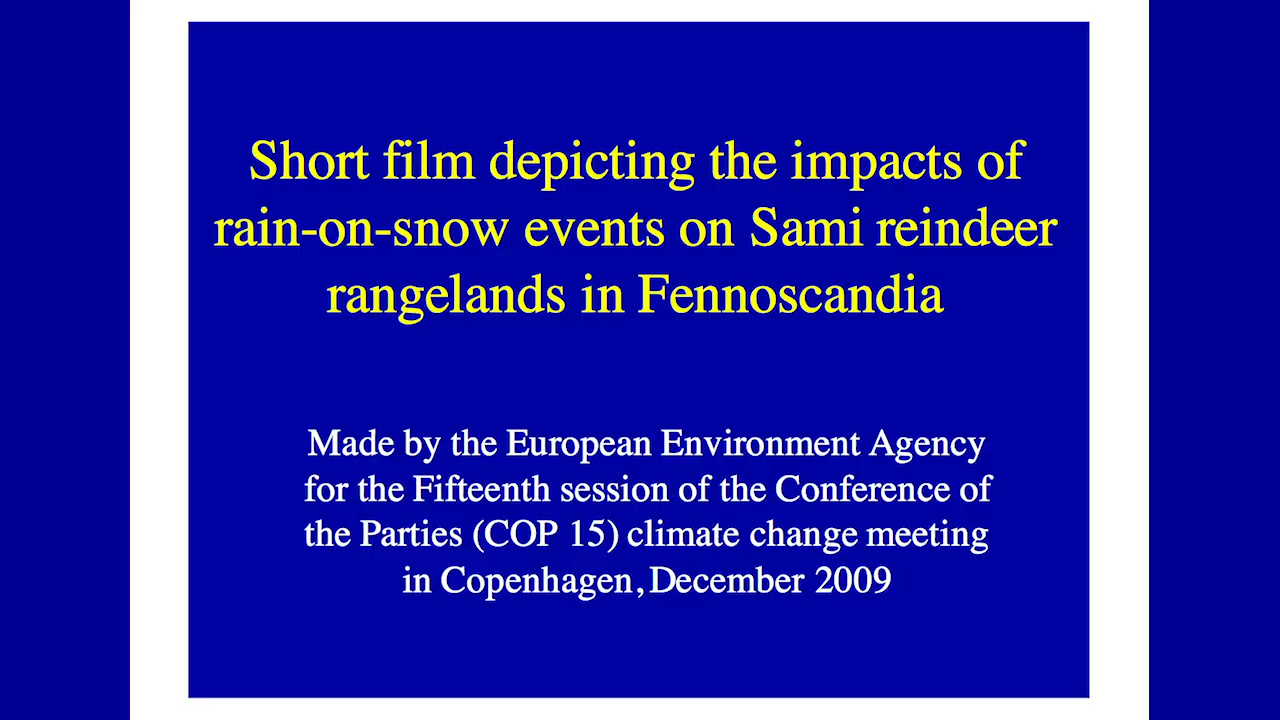 Short film depicting the impacts of
rain-on-snow events on Sami reindeer
rangelands in Fennoscandia
Made by the European Environment Agency
for the Fifteenth session of the Conference of
the Parties (COP 15) climate change meeting
in Copenhagen, December 2009